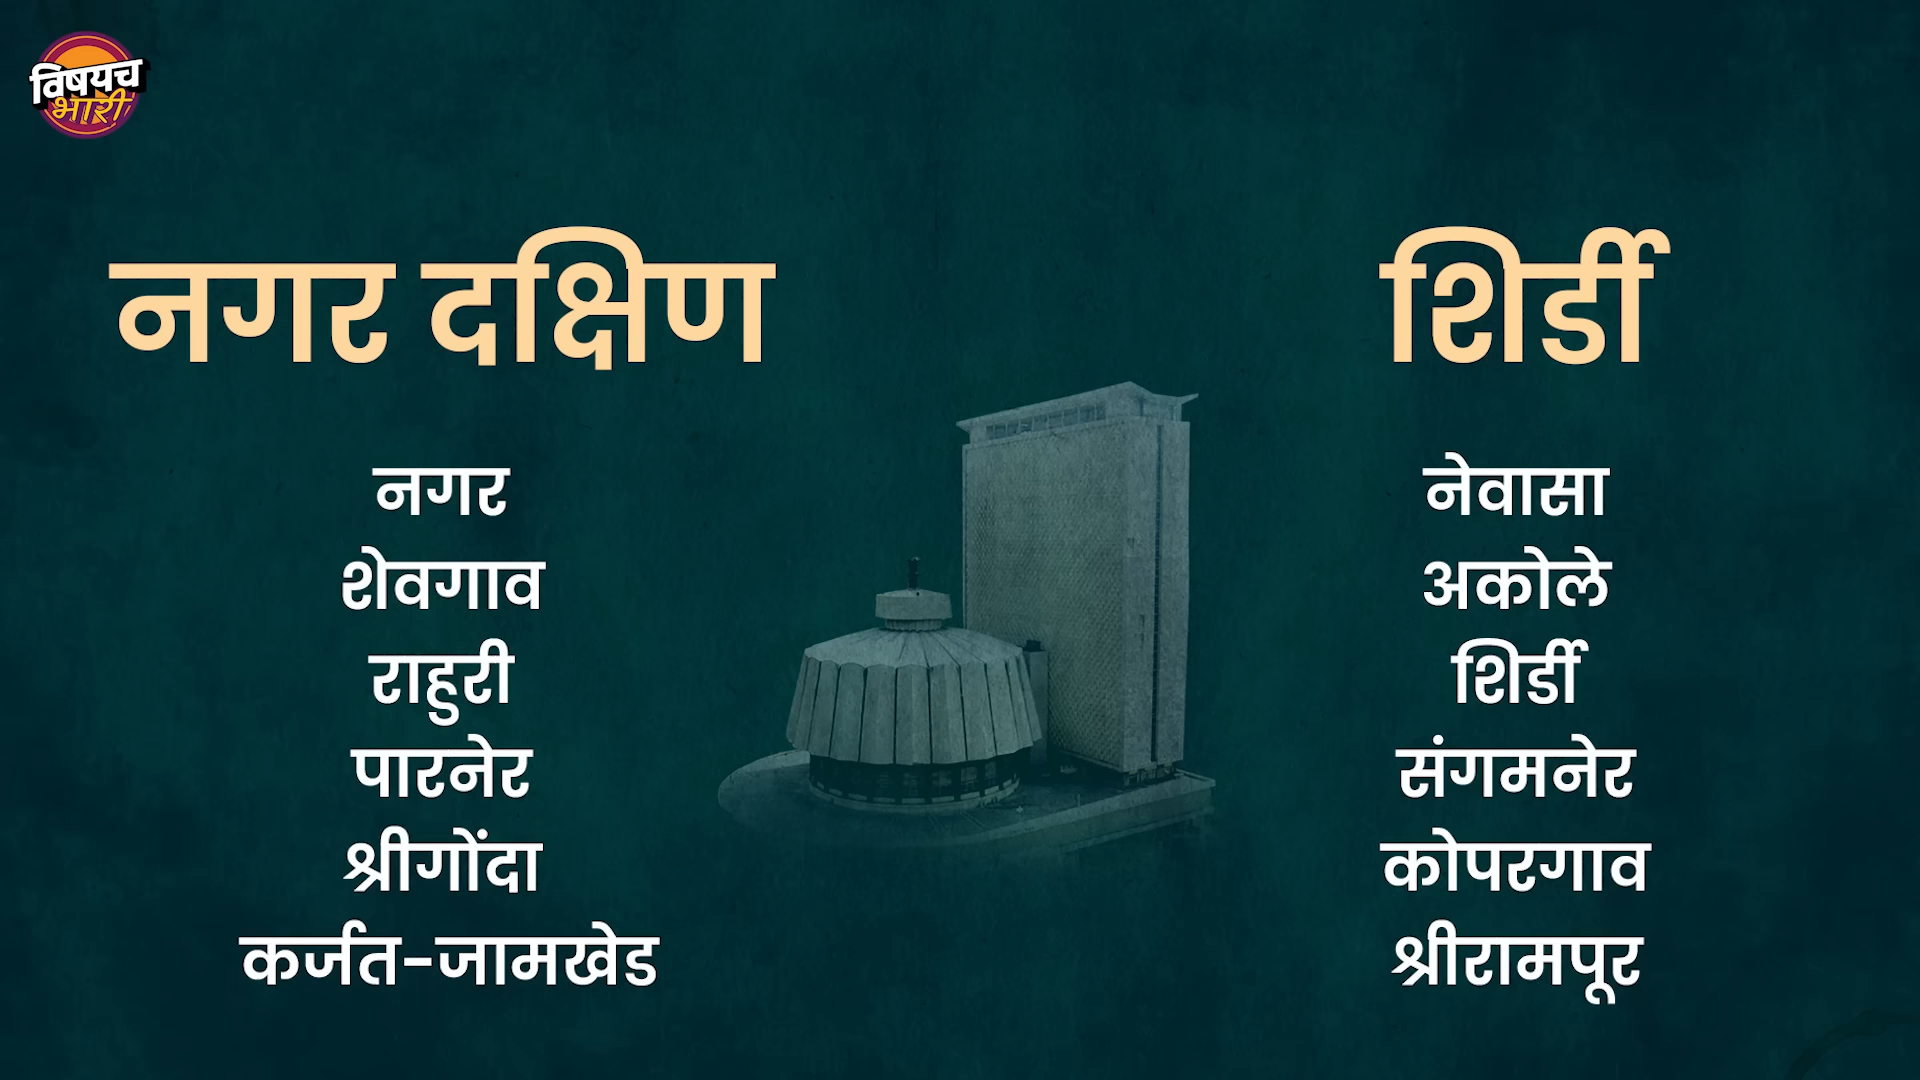 विषयच
भारी
नगर दक्षिण
नगर
शेवगाव
राहुरी
पारनेर
श्रीगोंदा
कर्जत-जामखेड
शिर्डी
नेवासा
अकोले
शिर्डी
संगमनेर
कोपरगाव
श्रीरामपूर